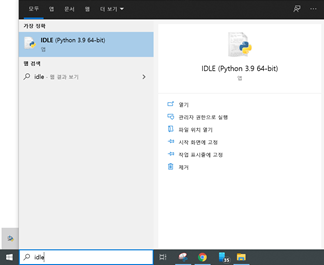 모두 앱 문서 웹 더 보기
가장 정확
IDLE (Python 3.9 64-bit)
앱
웹 검색
idle - 웹 결과 보기
IDLE (Python 3.9 64-bit)
앱
열기
관리자 권한으로 실행
파일 위치 열기
시작 화면에 고정
작업 표시줄에 고정
제거
idle